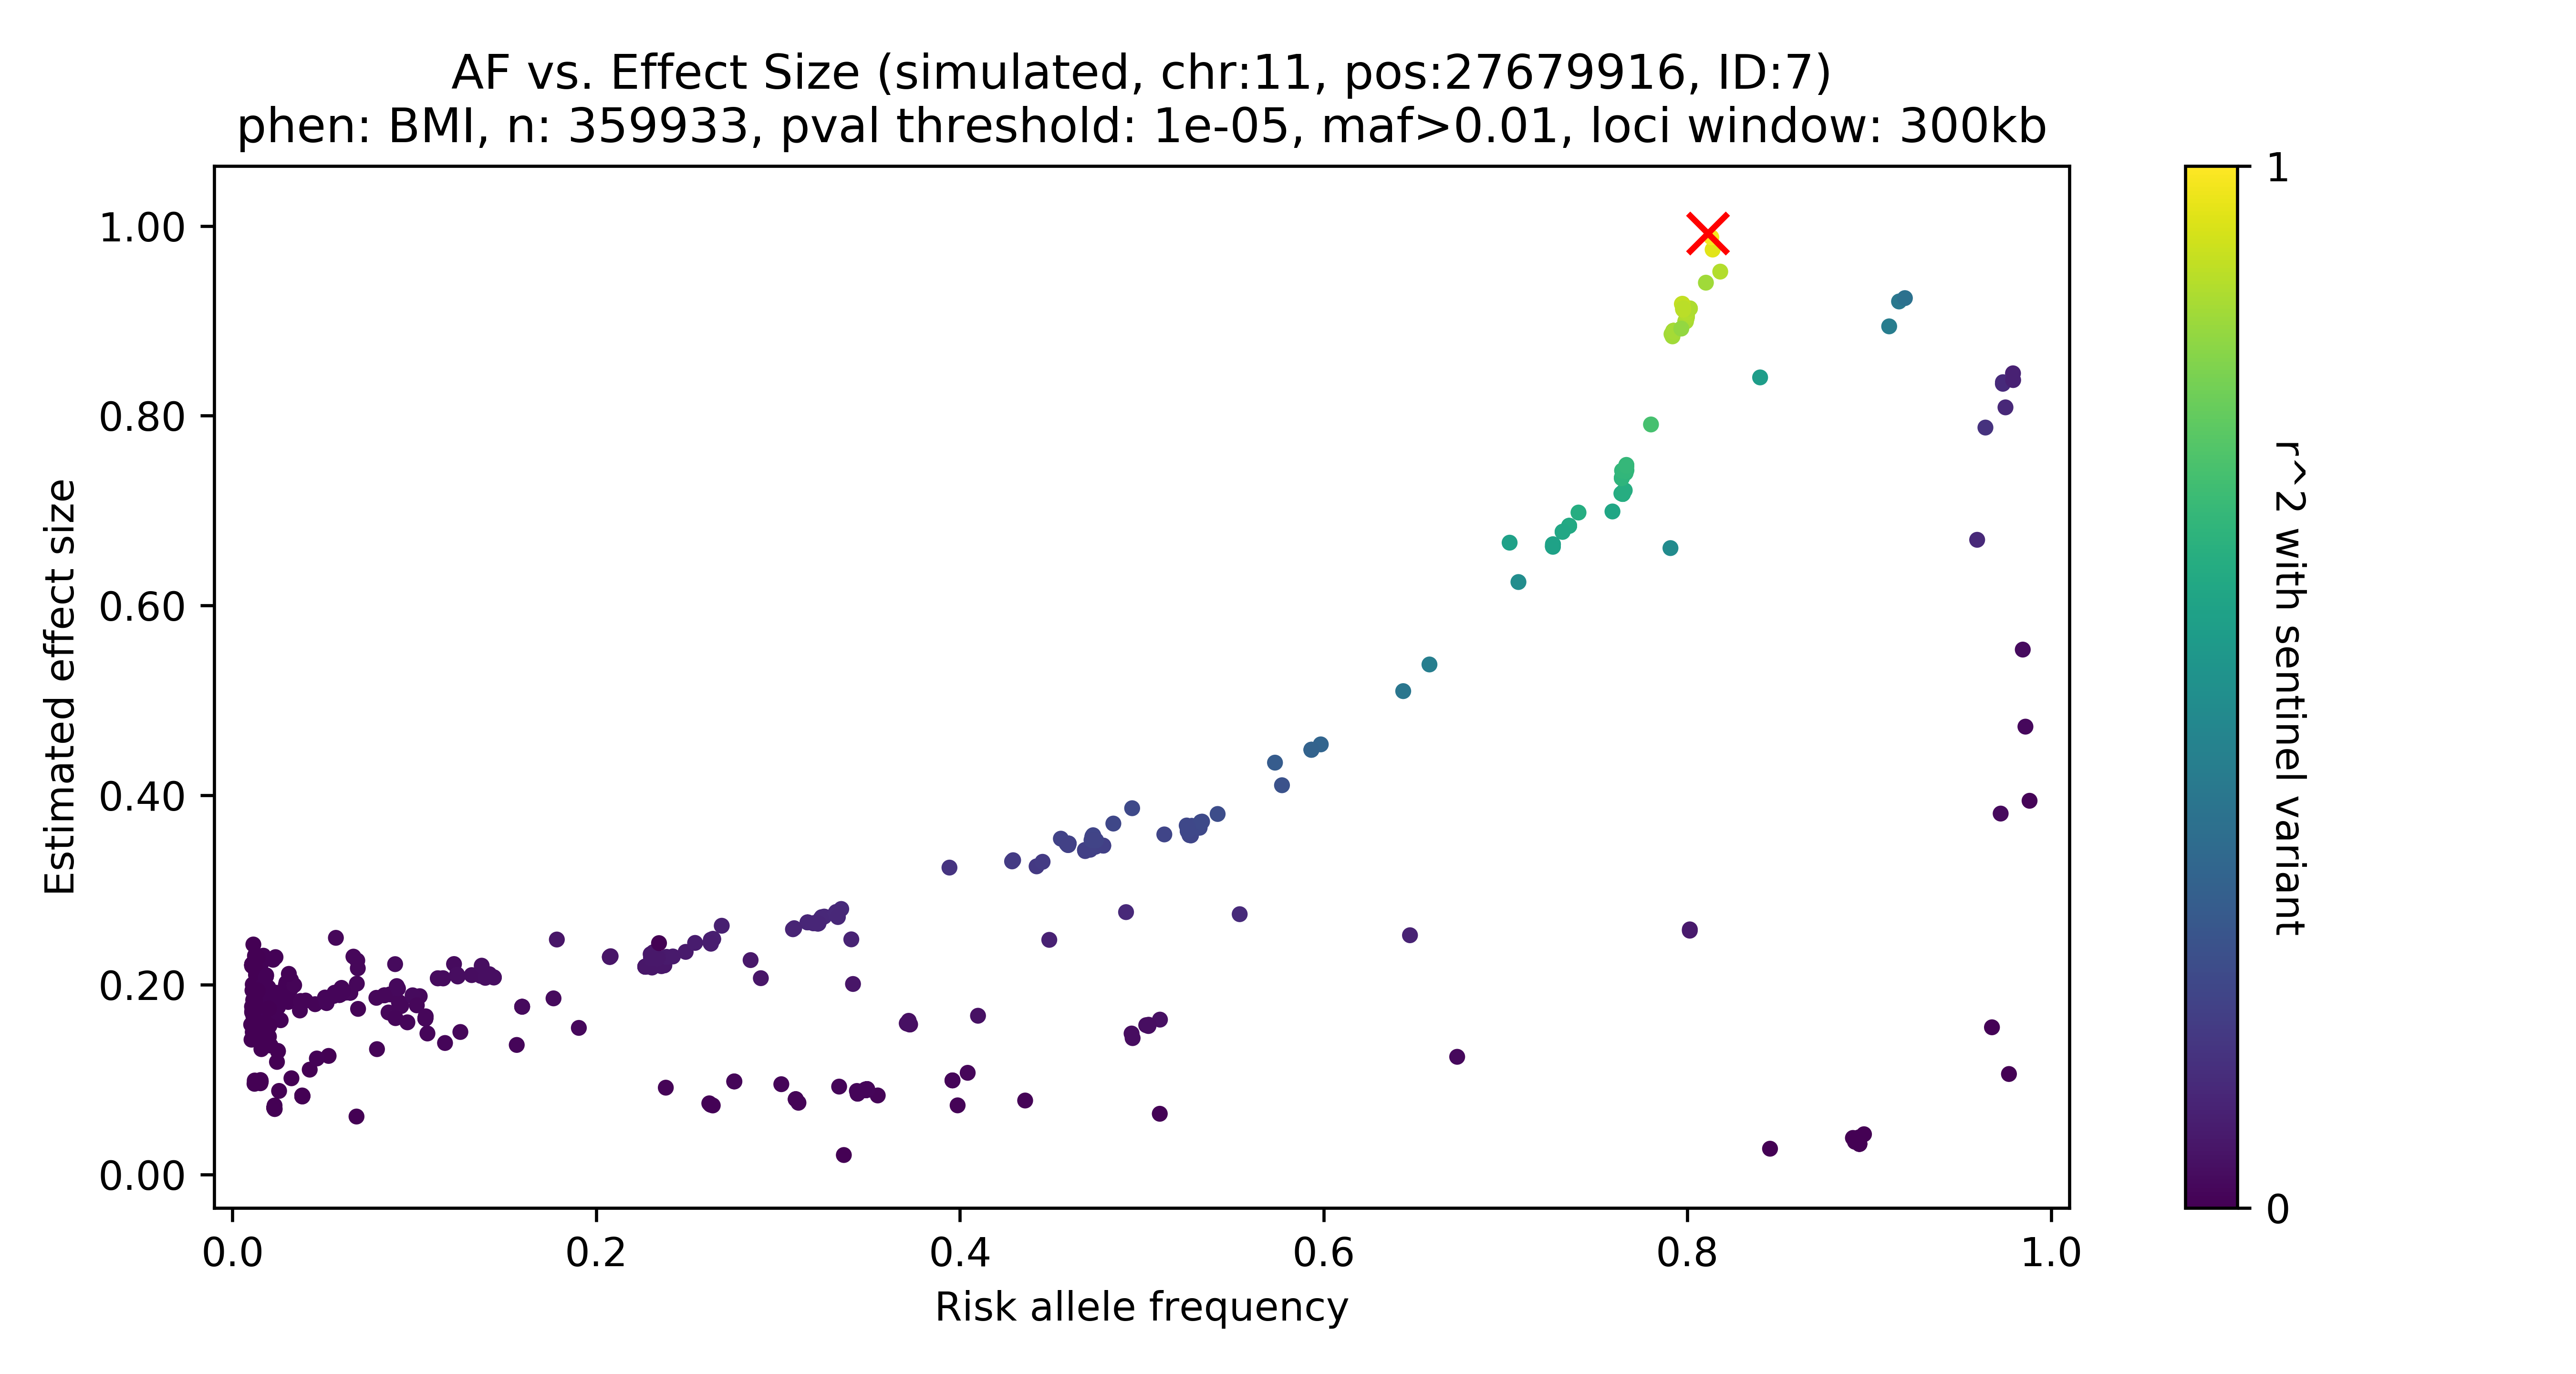 AF vs. Effect Size (simulated, chr:11, pos:27679916, ID:7)
phen: BMI, n: 359933, pval threshold: 1e-05, maf>0.01, loci window: 300kb
Estimated effect size
1.00
0.80
0.60
0.40
0.20
0.00
0.0
0.2
0.4
0.6
0.8
1.0
Risk allele frequency
1
0
r^2 with sentinel variant